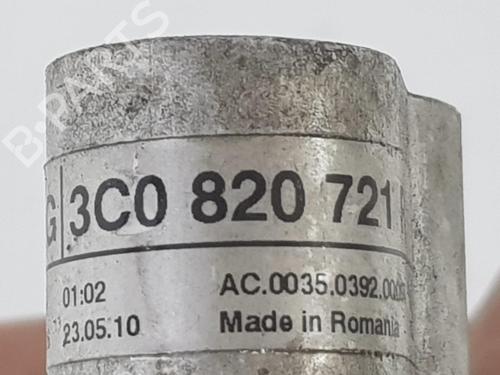 G 3C0 820 721
01:02 AC.0035.0392.00
23.05.10 Made in Romania
B-PARTS